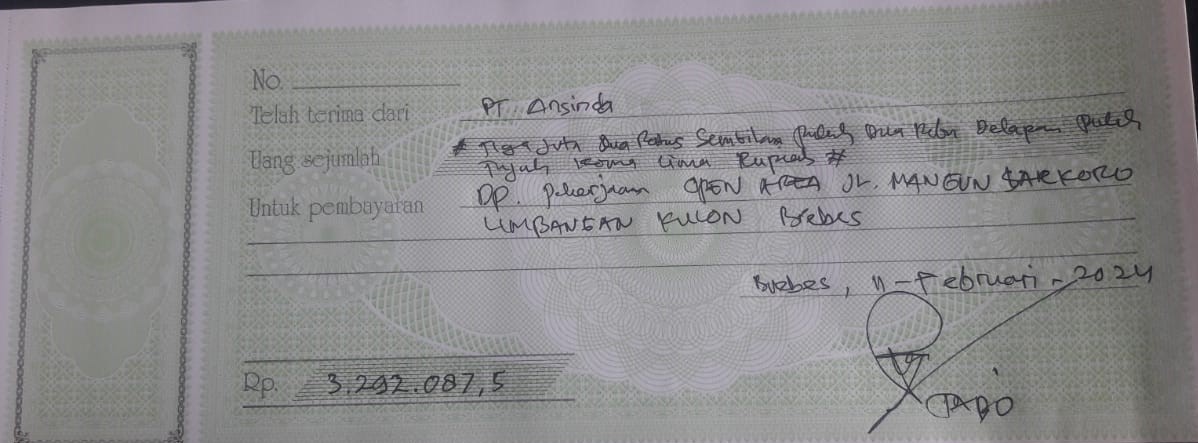 No.
Telah terima dari PT. Ansinda
Uang sejumlah # Tiga Juta Dua Ratus Sembilan Puluh Dua Ribu Delapan Puluh
Tujuh koma Lima Rupiah #
Untuk pembayaran DP. Pekerjaan OPEN AREA JL. MANGUN SARKORO
LIMBANGAN KULON Brebes
Brebes, 11-Februari-2024
Rp. 3.292.087,5